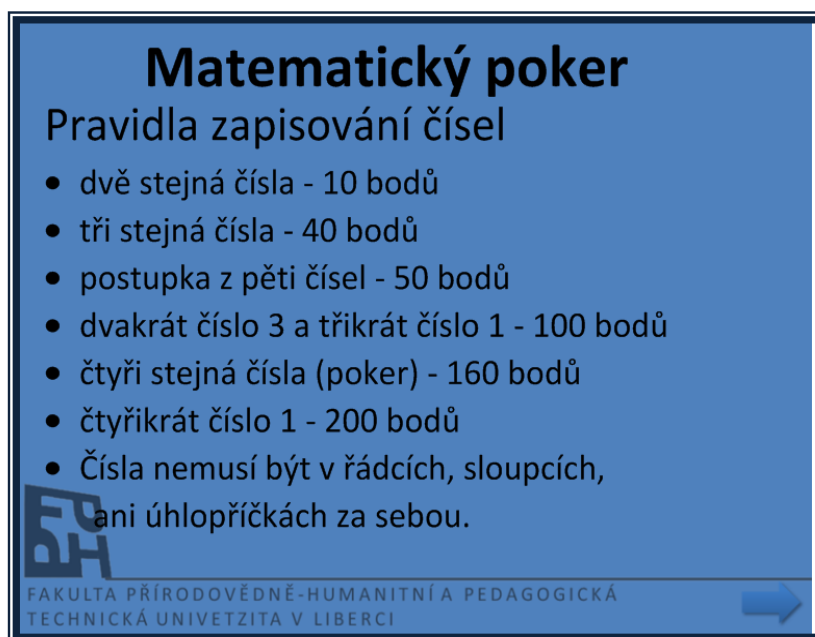 Matematický poker
Pravidla zapisování čísel
• dvě stejná čísla - 10 bodů
• tři stejná čísla - 40 bodů
• postupka z pěti čísel - 50 bodů
• dvakrát číslo 3 a třikrát číslo 1 - 100 bodů
• čtyři stejná čísla (poker) - 160 bodů
• čtyřikrát číslo 1 - 200 bodů
• Čísla nemusí být v řádcích, sloupcích,
ani úhlopříčkách za sebou.
FAKULTA PŘÍRODOVĚDNĚ-HUMANITNÍ A PEDAGOGICKÁ
TECHNICKÁ UNIVETZITA V LIBERCI